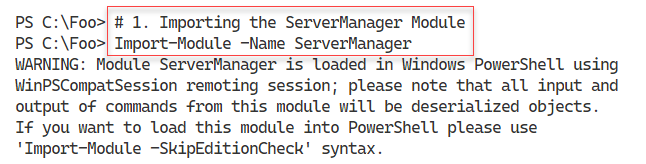 PS C:\Foo> # 1. Importing the ServerManager Module
PS C:\Foo> Import-Module -Name ServerManager
WARNING: Module ServerManager is loaded in Windows PowerShell using
WinPSCompatSession remoting session; please note that all input and
output of commands from this module will be deserialized objects.
If you want to load this module into PowerShell please use
'Import-Module -SkipEditionCheck' syntax.